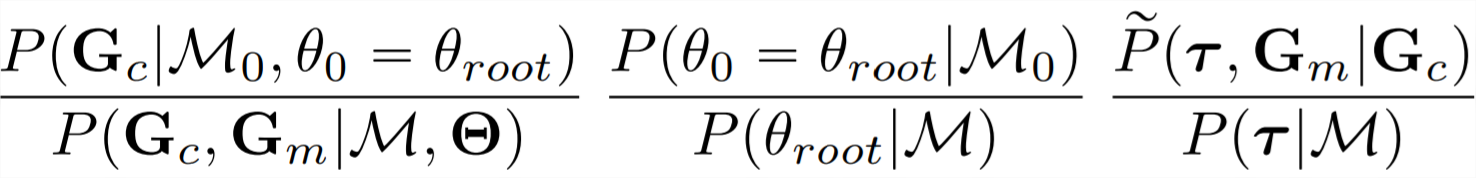 P(G_c|ℳ_0, θ_0 = θ_root) P(θ_0 = θ_root|ℳ_0) P̃(τ, G_m|G_c)
P(G_c, G_m|ℳ, Θ) P(θ_root|ℳ) P(τ|ℳ)